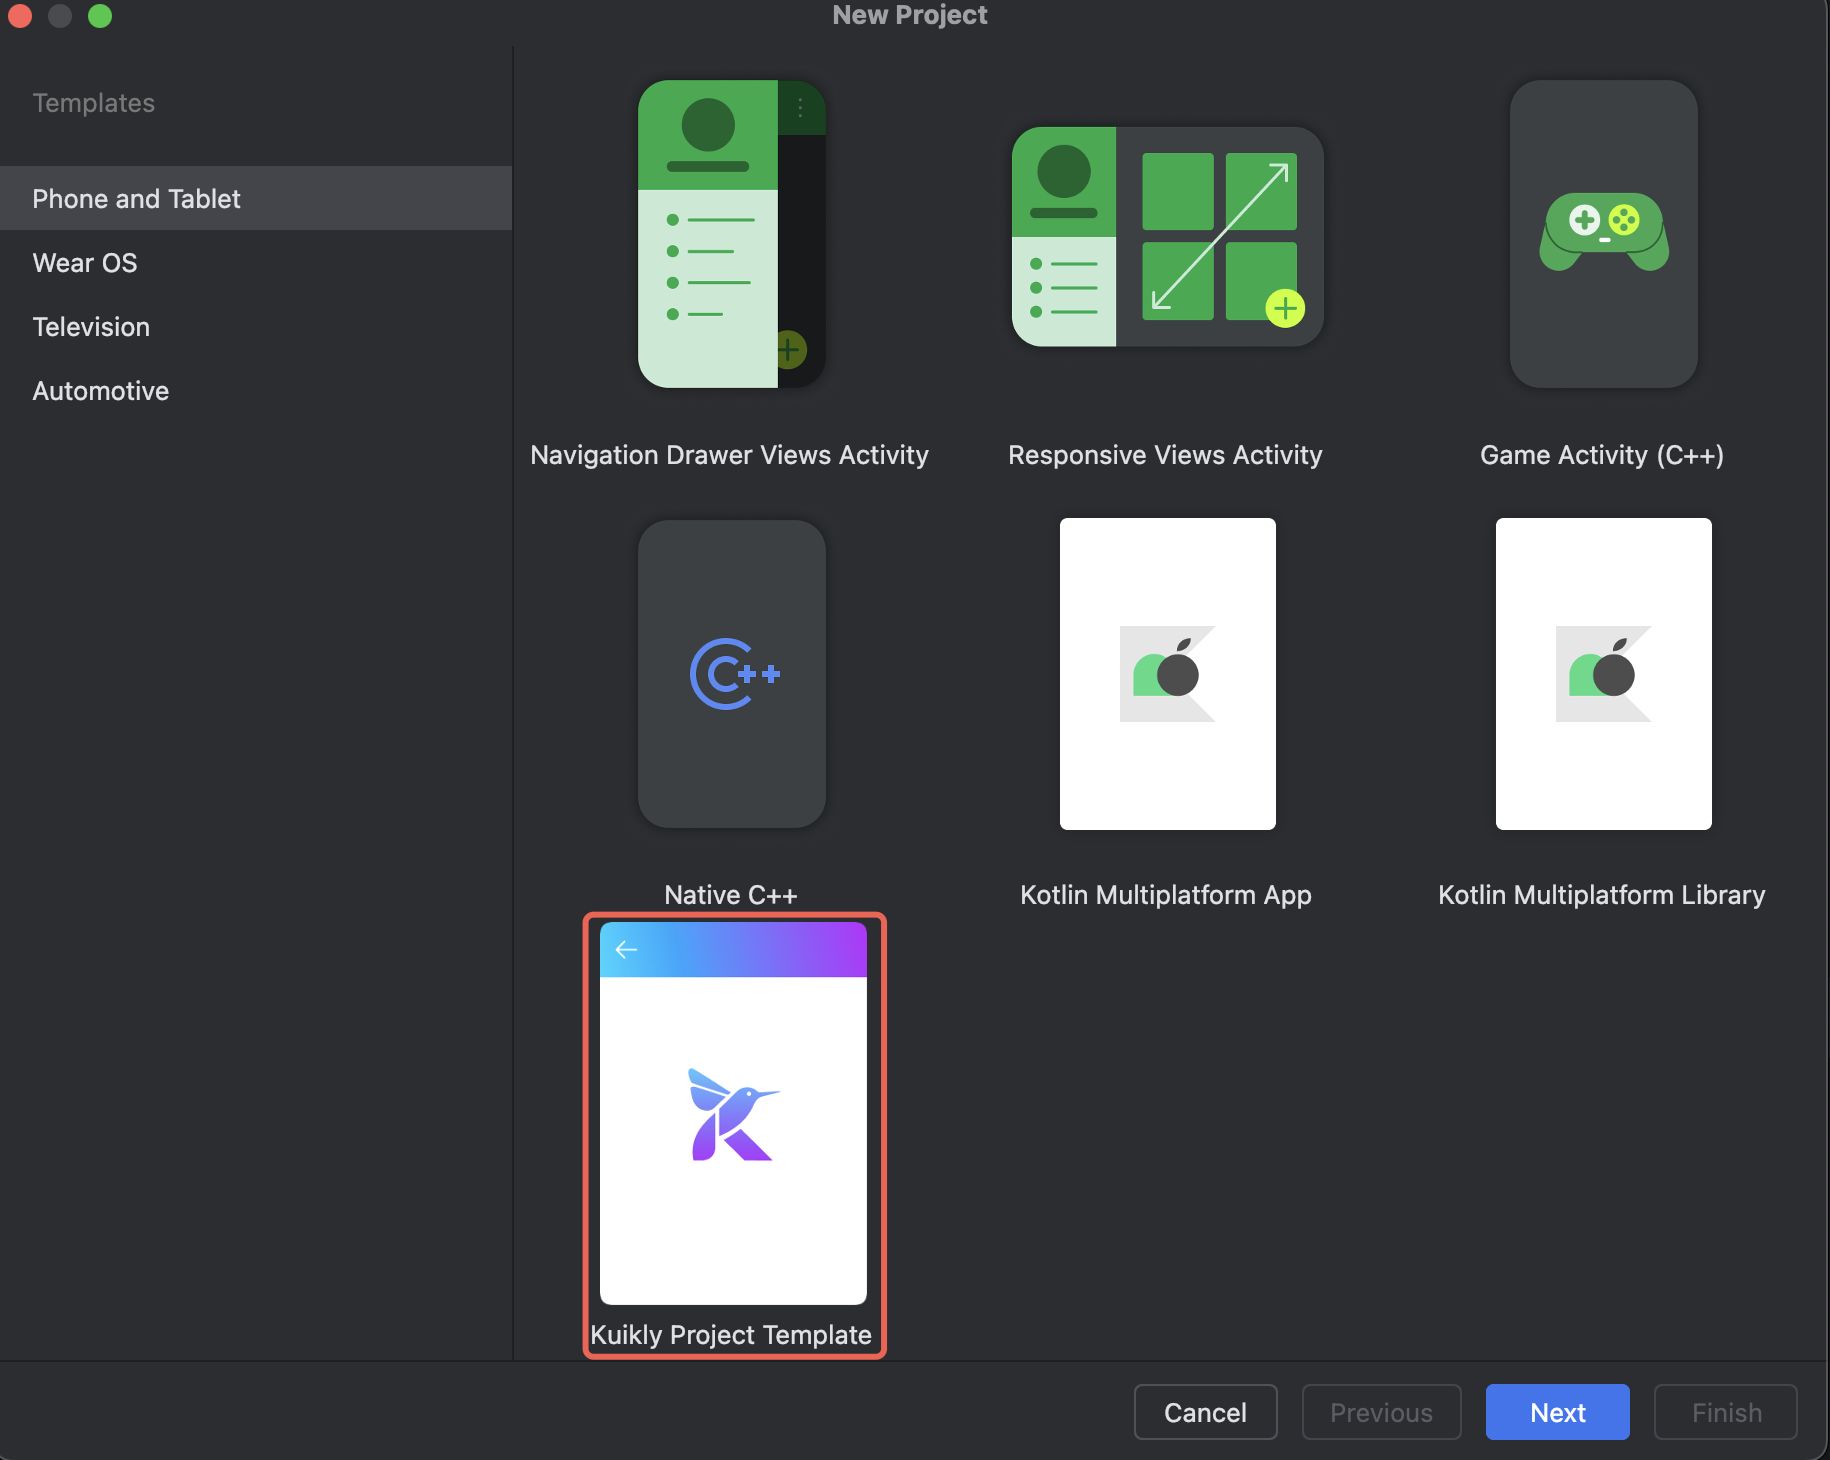 New Project
Templates
Phone and Tablet
Wear OS
Television
Automotive
Navigation Drawer Views Activity
Responsive Views Activity
Game Activity (C++)
C++
Native C++
Kotlin Multiplatform App
Kotlin Multiplatform Library
Kuikly Project Template
Cancel
Previous
Next
Finish